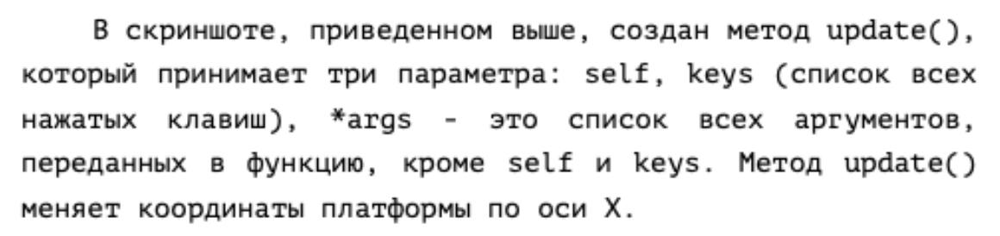 В скриншоте, приведенном выше, создан метод update(),
который принимает три параметра: self, keys (список всех
нажатых клавиш), *args - это список всех аргументов,
переданных в функцию, кроме self и keys. Метод update()
меняет координаты платформы по оси X.